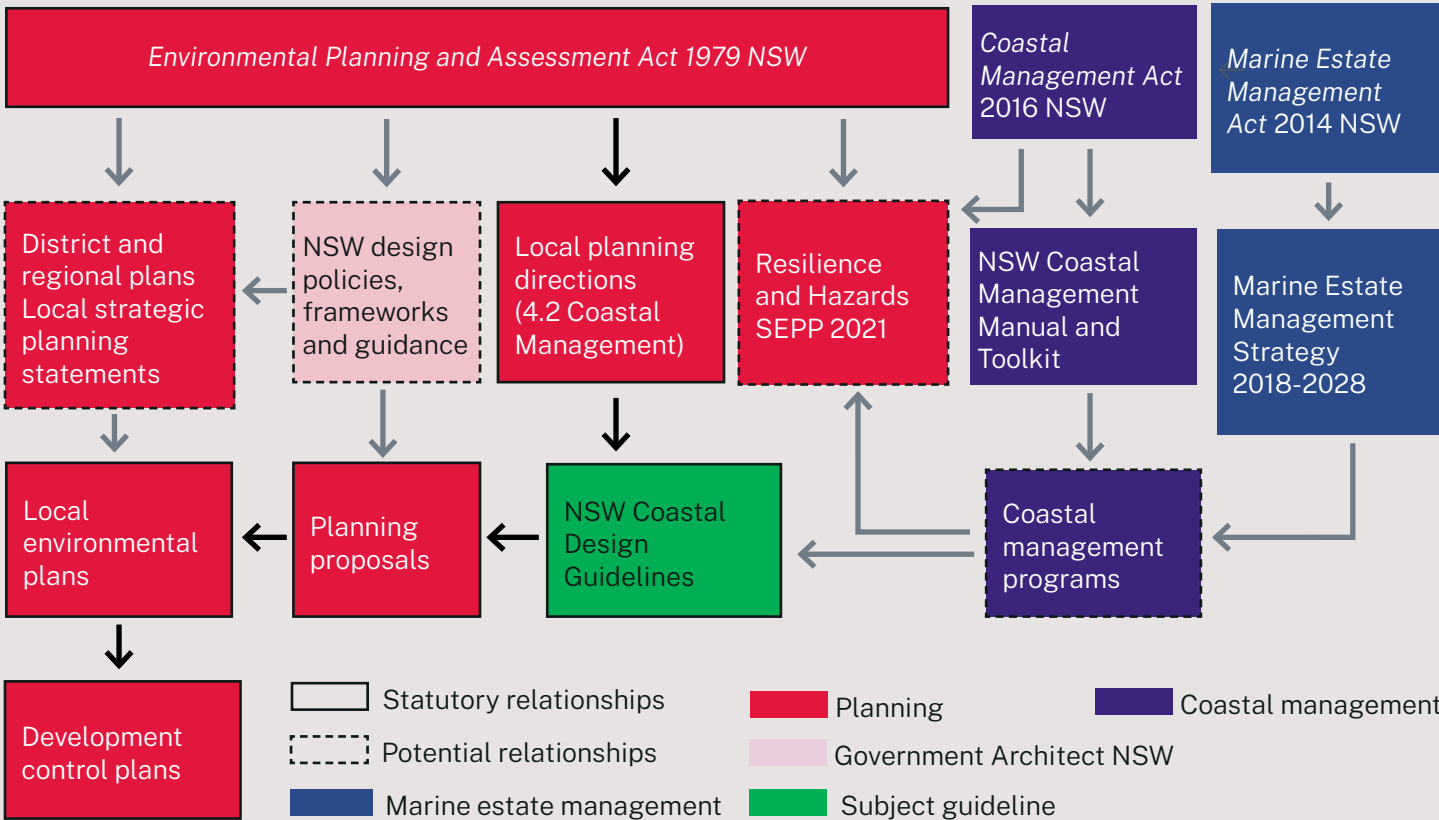 Environmental Planning and Assessment Act 1979 NSW
Coastal
Management Act
2016 NSW
Marine Estate
Management
Act 2014 NSW
District and
regional plans
Local strategic
planning
statements
NSW design
policies,
frameworks
and guidance
Local planning
directions
(4.2 Coastal
Management)
Resilience
and Hazards
SEPP 2021
NSW Coastal
Management
Manual and
Toolkit
Marine Estate
Management
Strategy
2018-2028
Local
environmental
plans
Planning
proposals
NSW Coastal
Design
Guidelines
Coastal
management
programs
Development
control plans
Statutory relationships
Potential relationships
Marine estate management
Planning
Government Architect NSW
Subject guideline
Coastal management